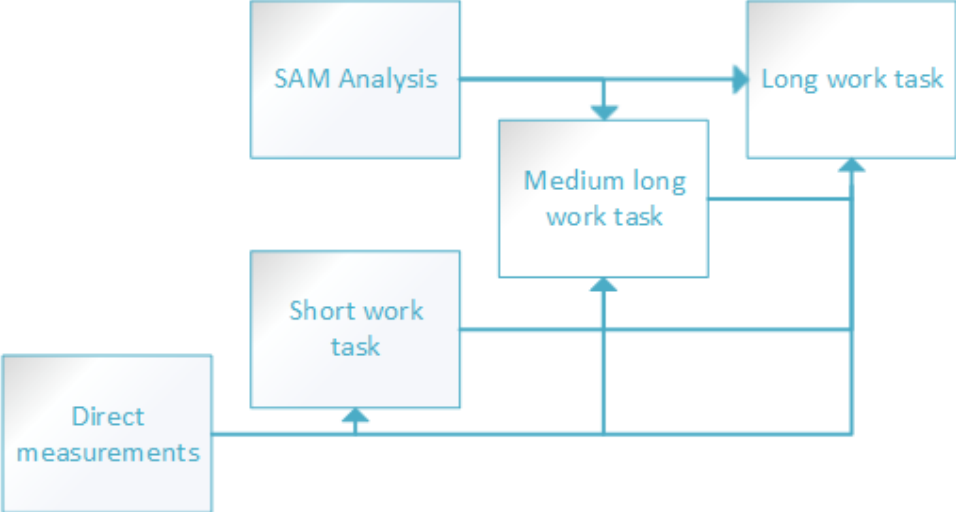 SAM Analysis
Long work task
Medium long
work task
Short work
task
Direct
measurements